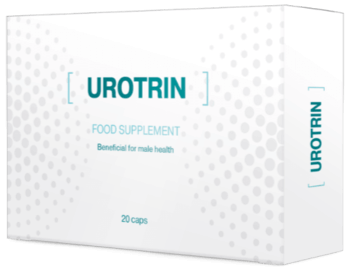 [ UROTRIN ]
FOOD SUPPLEMENT
Beneficial for male health
20 caps
[ UROTRIN ]